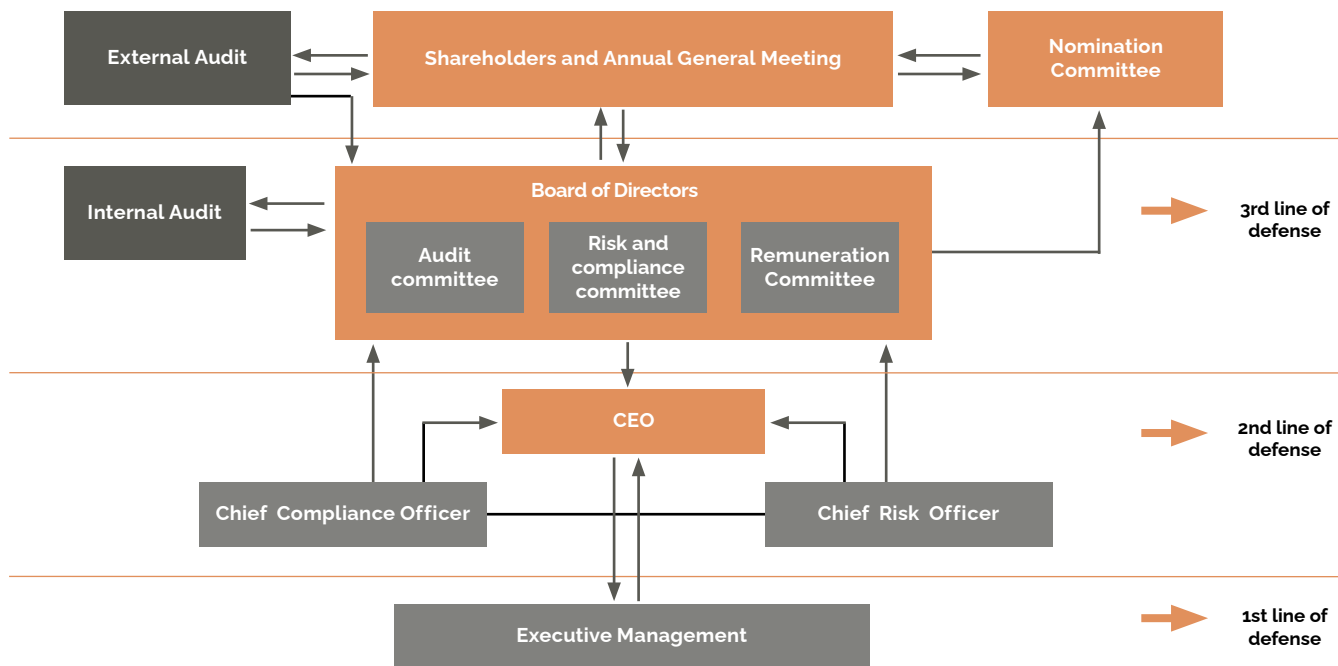 External Audit
Shareholders and Annual General Meeting
Nomination
Committee
Internal Audit
Board of Directors
Audit
committee
Risk and
compliance
committee
Remuneration
Committee
3rd line of
defense
CEO
2nd line of
defense
Chief Compliance Officer
Chief Risk Officer
Executive Management
1st line of
defense